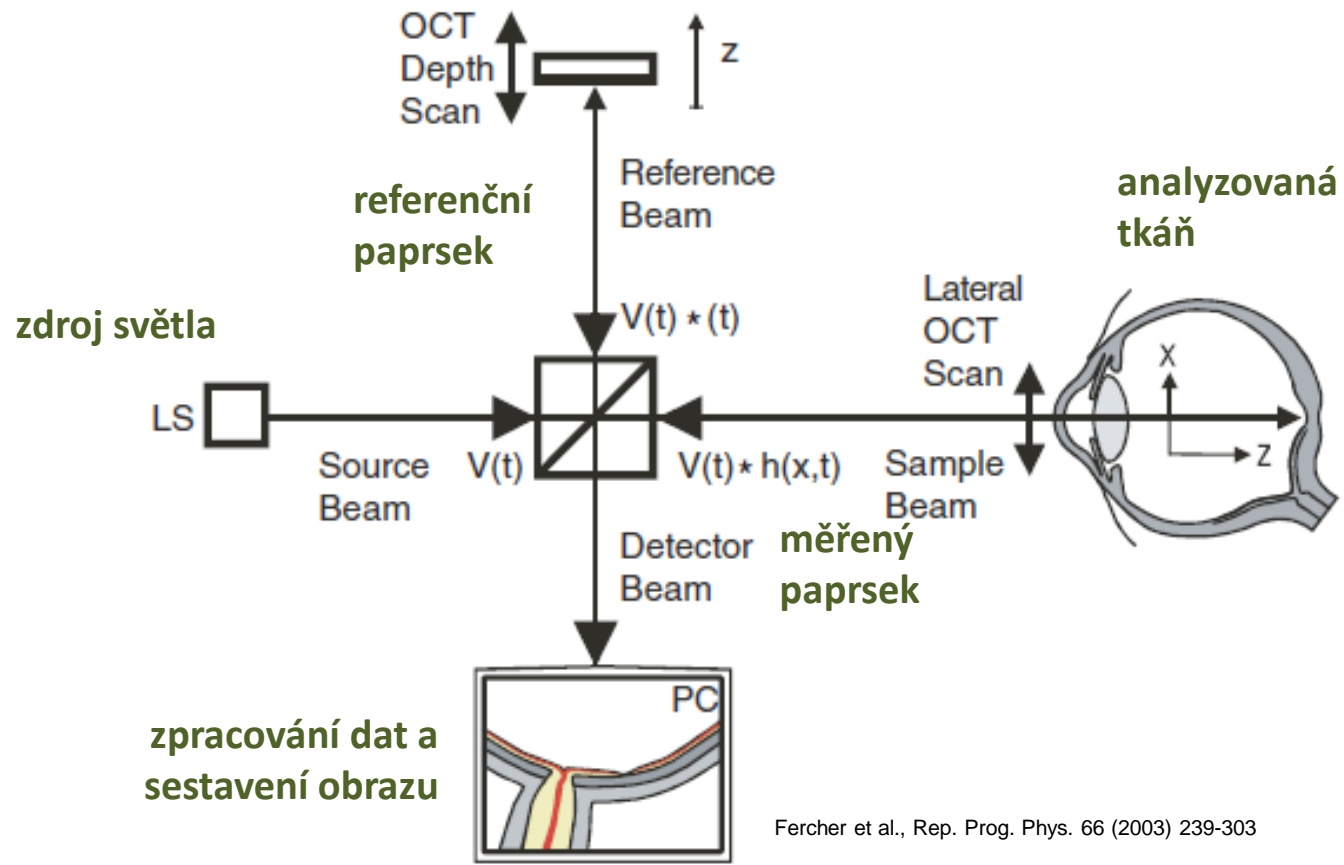 OCT
Depth
Scan
z
Reference
Beam
referenční
paprsek
analyzovaná
tkáň
zdroj světla
V(t) * (t)
Lateral
OCT
Scan
X
LS
Source
Beam
V(t)
V(t) * h(x,t)
Sample
Beam
Z
Detector
Beam
měřený
paprsek
PC
zpracování dat a
sestavení obrazu
Fercher et al., Rep. Prog. Phys. 66 (2003) 239-303